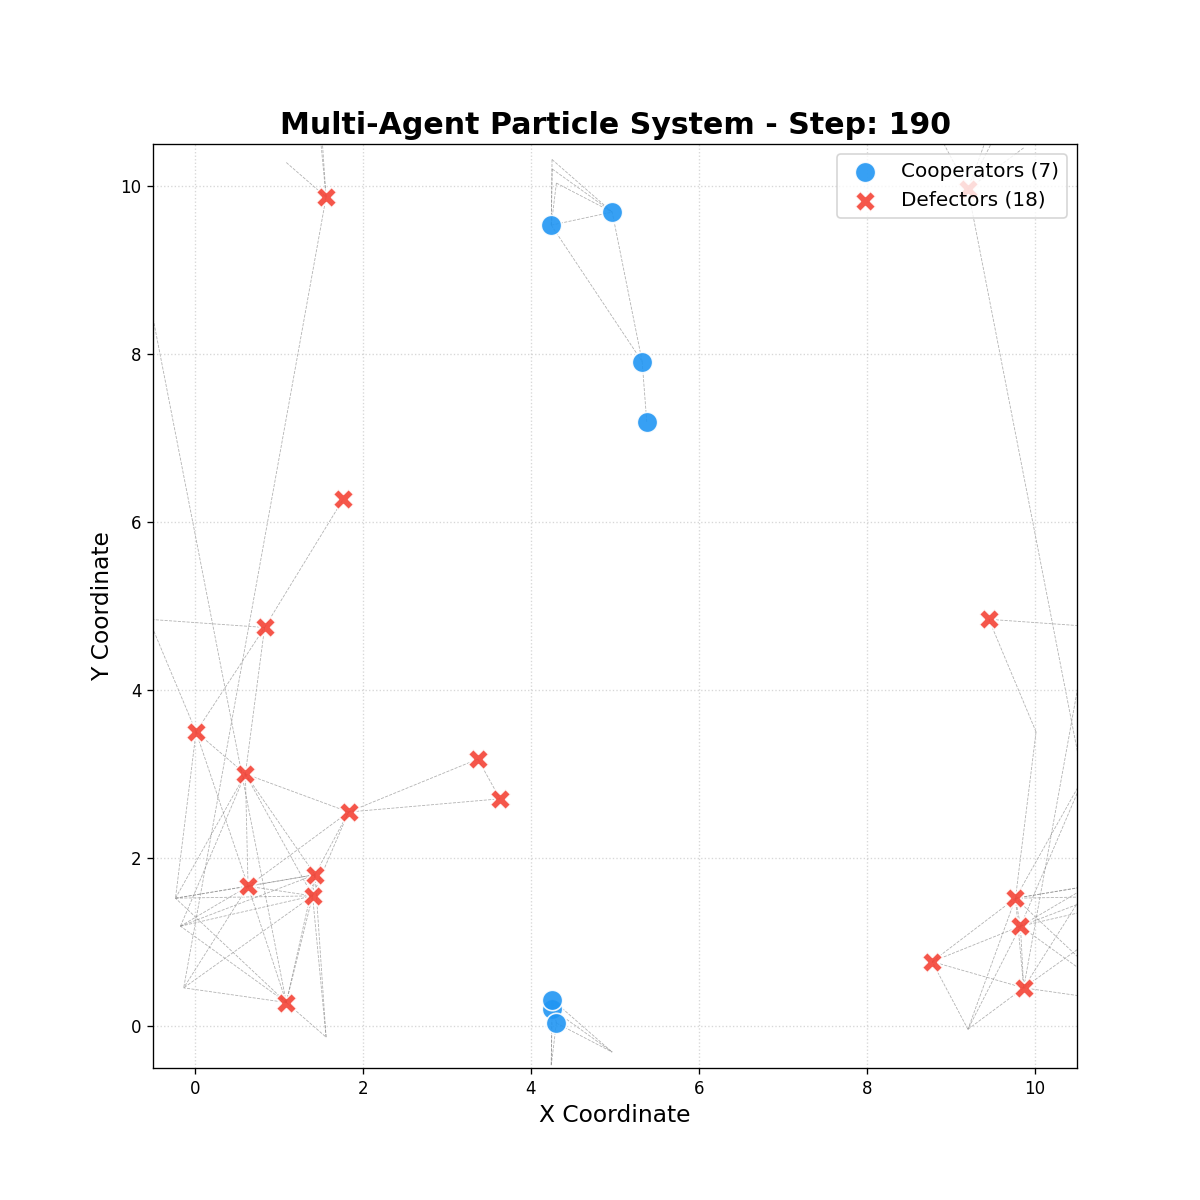 Multi-Agent Particle System - Step: 190
Cooperators (7)
Defectors (18)
10
8
6
4
2
0
Y Coordinate
0
2
4
6
8
10
X Coordinate